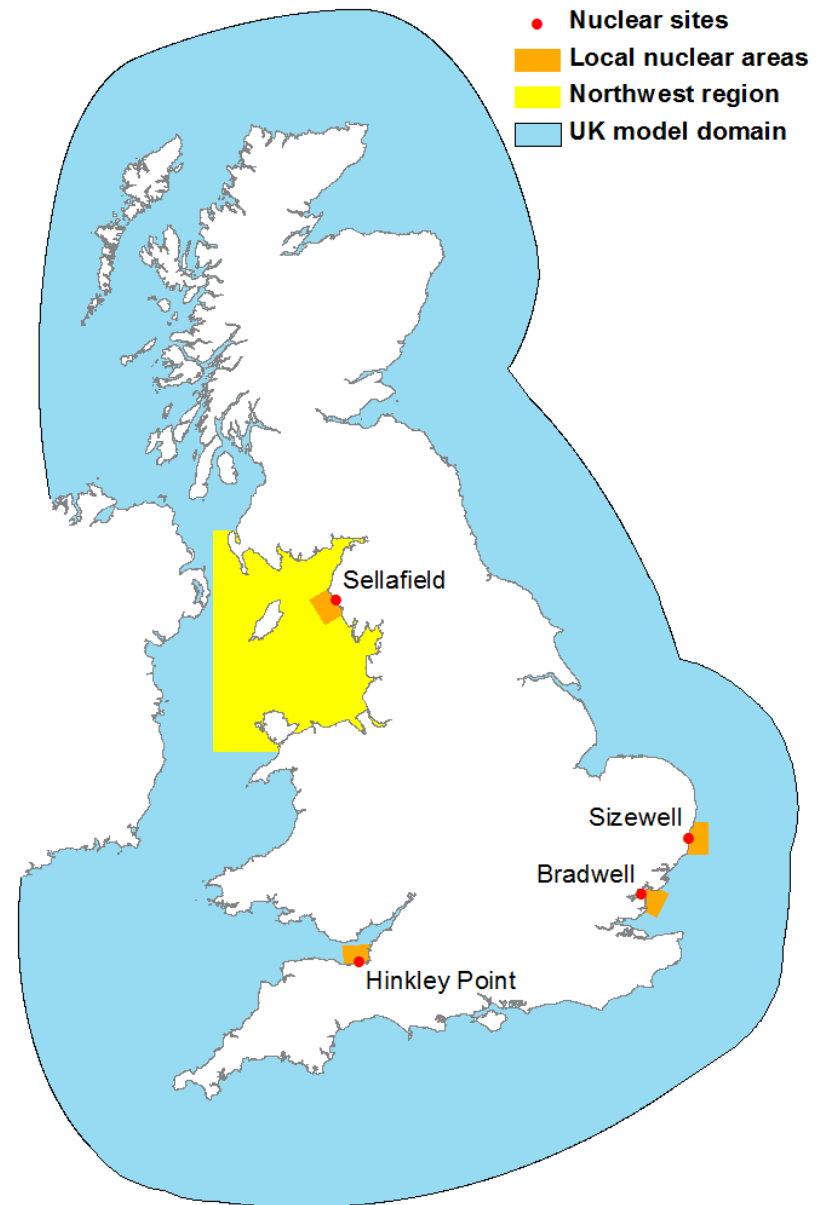 Nuclear sites
Local nuclear areas
Northwest region
UK model domain
Sellafield
Sizewell
Bradwell
Hinkley Point